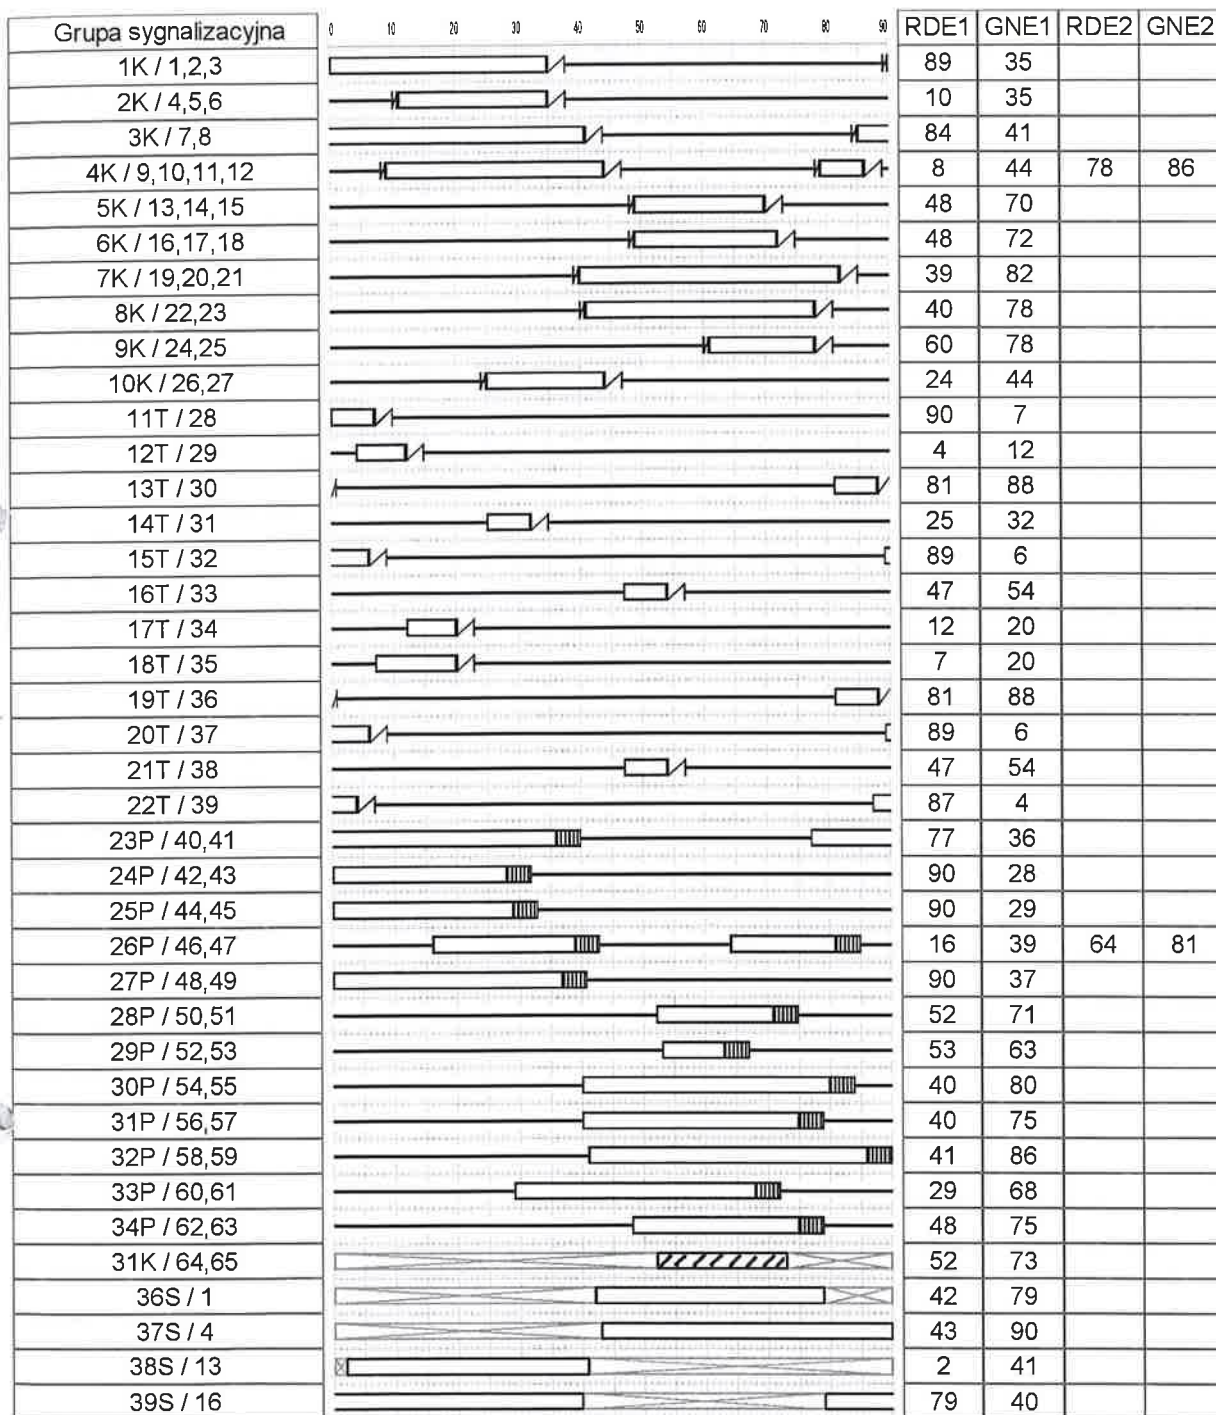 Grupa sygnalizacyjna 0 10 20 30 40 50 60 70 80 90 RDE1 GNE1 RDE2 GNE2
1K / 1,2,3 89 35
2K / 4,5,6 10 35
3K / 7,8 84 41
4K / 9,10,11,12 8 44 78 86
5K / 13,14,15 48 70
6K / 16,17,18 48 72
7K / 19,20,21 39 82
8K / 22,23 40 78
9K / 24,25 60 78
10K / 26,27 24 44
11T / 28 90 7
12T / 29 4 12
13T / 30 81 88
14T / 31 25 32
15T / 32 89 6
16T / 33 47 54
17T / 34 12 20
18T / 35 7 20
19T / 36 81 88
20T / 37 89 6
21T / 38 47 54
22T / 39 87 4
23P / 40,41 77 36
24P / 42,43 90 28
25P / 44,45 90 29
26P / 46,47 16 39 64 81
27P / 48,49 90 37
28P / 50,51 52 71
29P / 52,53 53 63
30P / 54,55 40 80
31P / 56,57 40 75
32P / 58,59 41 86
33P / 60,61 29 68
34P / 62,63 48 75
31K / 64,65 52 73
36S / 1 42 79
37S / 4 43 90
38S / 13 2 41
39S / 16 79 40